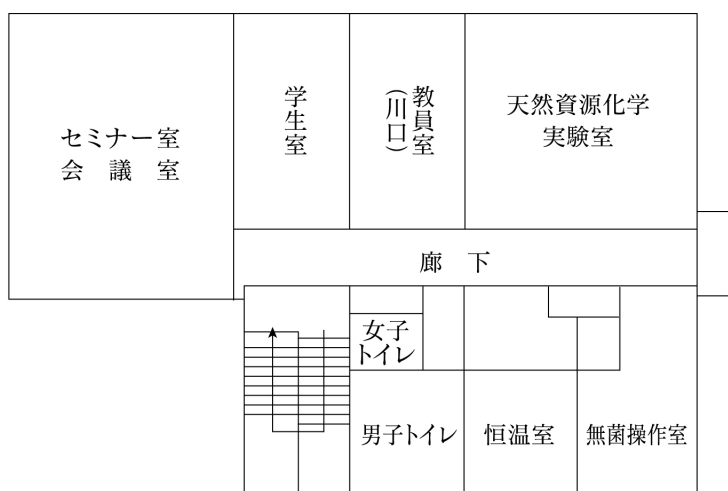 セミナー室
会議室
学生室
教員室
(川口)
天然資源化学
実験室
廊下
女子
トイレ
男子トイレ
恒温室
無菌操作室